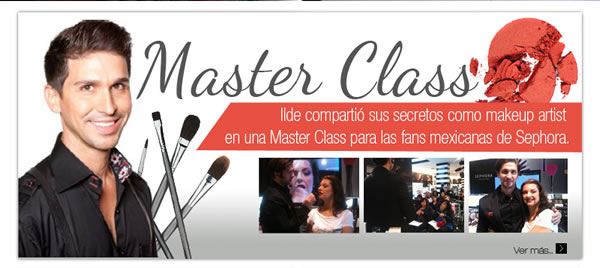 Master Class
Ilde compartió sus secretos como makeup artist
en una Master Class para las fans mexicanas de Sephora.
SEPHORA
Ver más...